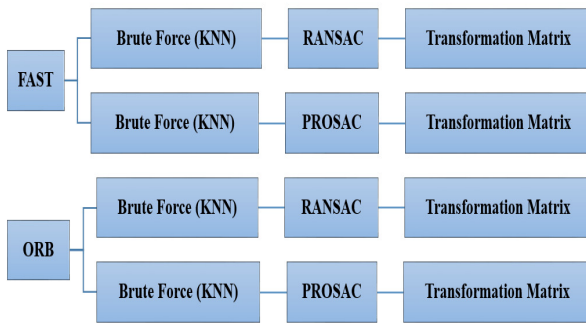 FAST
Brute Force (KNN)
RANSAC
Transformation Matrix
Brute Force (KNN)
PROSAC
Transformation Matrix
ORB
Brute Force (KNN)
RANSAC
Transformation Matrix
Brute Force (KNN)
PROSAC
Transformation Matrix